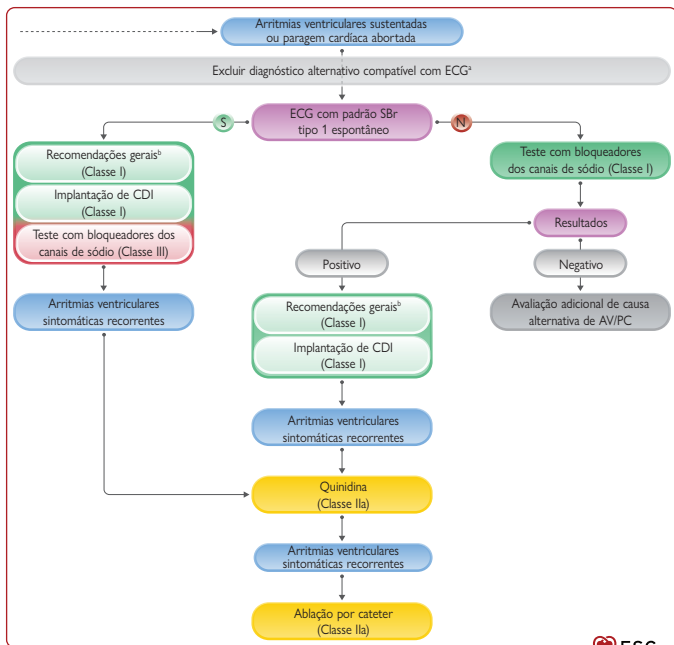 Arritmias ventriculares sustentadas
ou paragem cardíaca abortada
Excluir diagnóstico alternativo compatível com ECGᵃ
ECG com padrão SBr
tipo 1 espontâneo
S
N
Recomendações geraisᵇ
(Classe I)
Implantação de CDI
(Classe I)
Teste com bloqueadores dos
canais de sódio (Classe III)
Arritmias ventriculares
sintomáticas recorrentes
Teste com bloqueadores
dos canais de sódio (Classe I)
Resultados
Positivo
Negativo
Recomendações geraisᵇ
(Classe I)
Implantação de CDI
(Classe I)
Avaliação adicional de causa
alternativa de AV/PC
Arritmias ventriculares
sintomáticas recorrentes
Quinidina
(Classe IIa)
Arritmias ventriculares
sintomáticas recorrentes
Ablação por cateter
(Classe IIa)
ESC